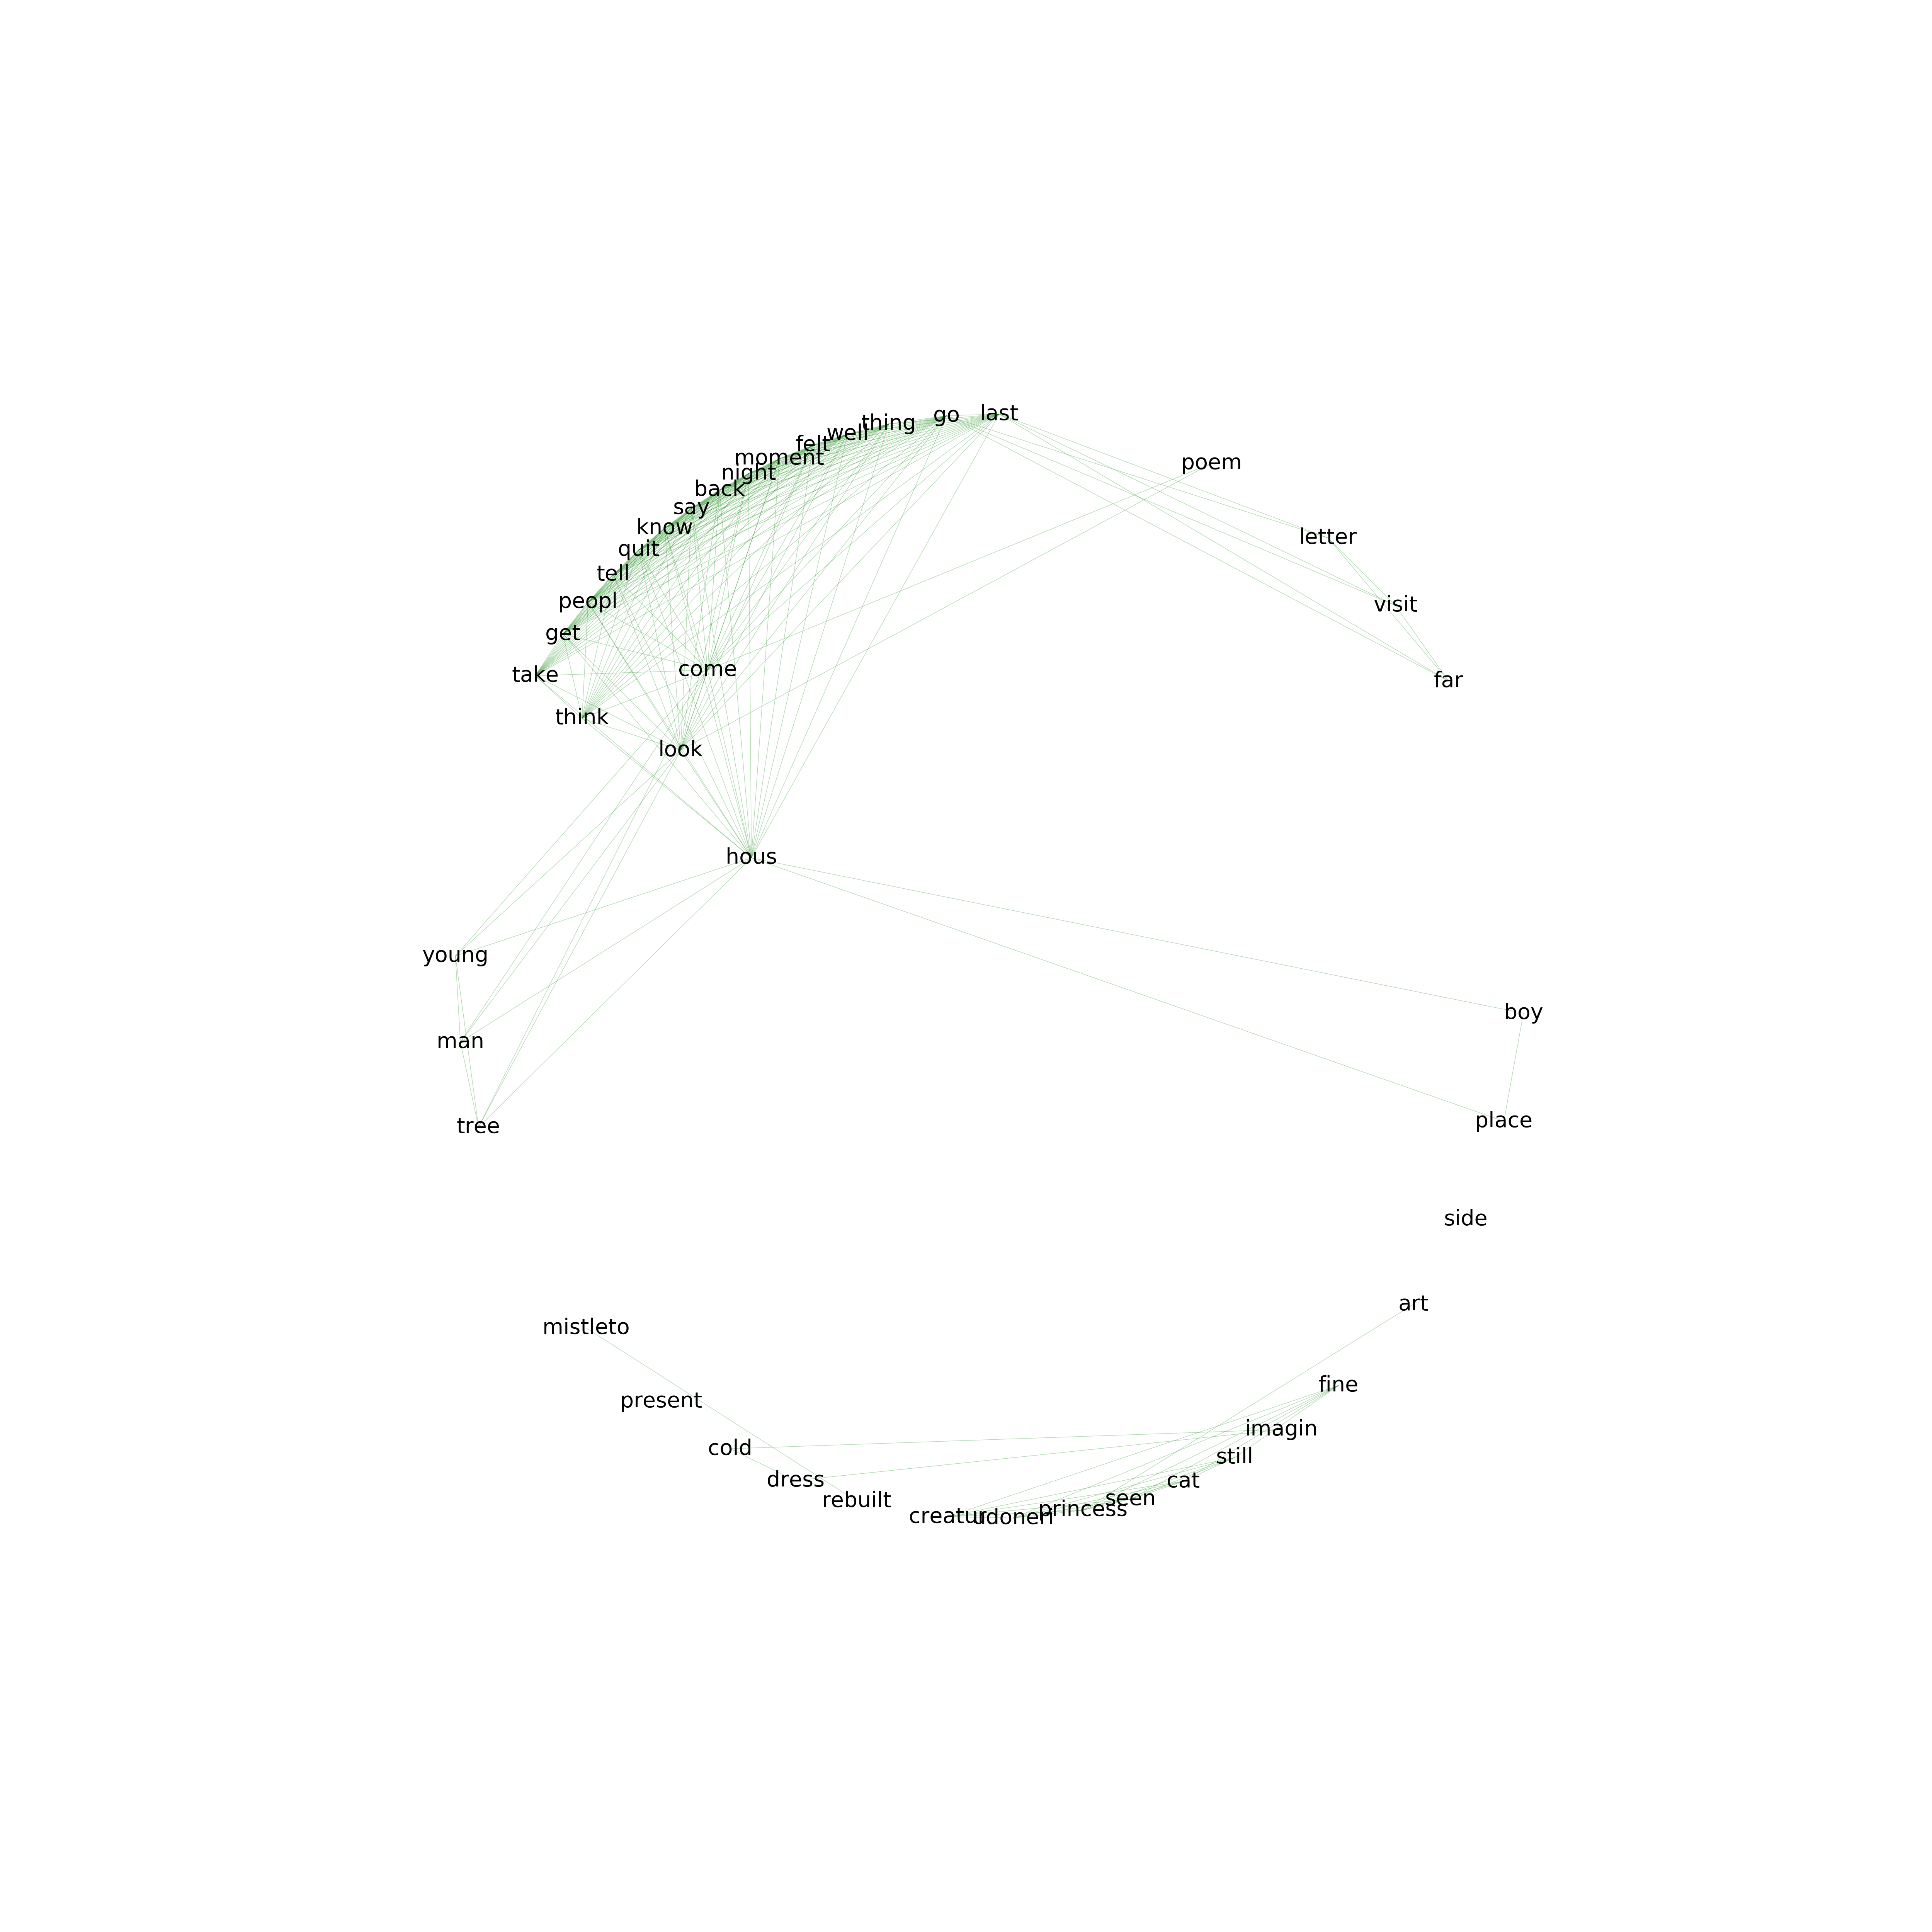 last
go
thing
well
felt
moment
poem
night
back
say
know
letter
quit
tell
peopl
visit
get
come
take
far
think
look
hous
young
boy
man
place
tree
side
art
mistleto
fine
present
imagin
cold
still
dress
cat
seen
rebuilt
princess
creatur